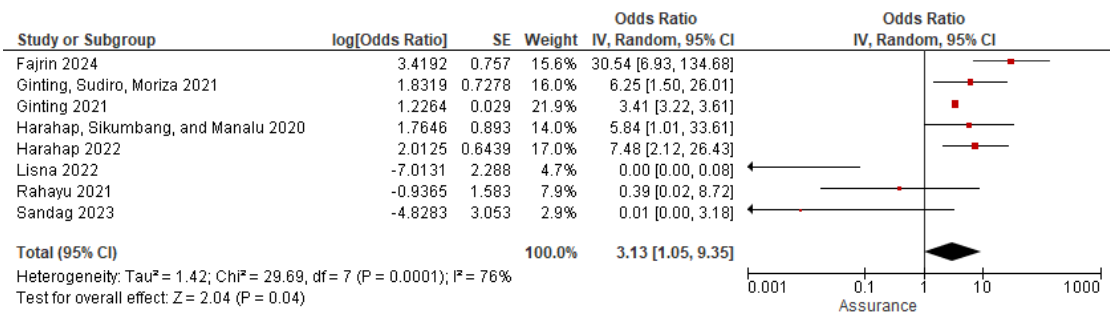 Odds Ratio Odds Ratio
Study or Subgroup log[Odds Ratio] SE Weight IV, Random, 95% CI IV, Random, 95% CI
Fajrin 2024 3.4192 0.757 15.6% 30.54 [6.93, 134.68]
Ginting, Sudiro, Moriza 2021 1.8319 0.7278 16.0% 6.25 [1.50, 26.01]
Ginting 2021 1.2264 0.029 21.9% 3.41 [3.22, 3.61]
Harahap, Sikumbang, and Manalu 2020 1.7646 0.893 14.0% 5.84 [1.01, 33.61]
Harahap 2022 2.0125 0.6439 17.0% 7.48 [2.12, 26.43]
Lisna 2022 -7.0131 2.288 4.7% 0.00 [0.00, 0.08]
Rahayu 2021 -0.9365 1.583 7.9% 0.39 [0.02, 8.72]
Sandag 2023 -4.8283 3.053 2.9% 0.01 [0.00, 3.18]
Total (95% CI) 100.0% 3.13 [1.05, 9.35]
Heterogeneity: Tau² = 1.42; Chi² = 29.69, df = 7 (P = 0.0001); I² = 76%
Test for overall effect: Z = 2.04 (P = 0.04)
0.001 0.1 1 10 1000
Assurance